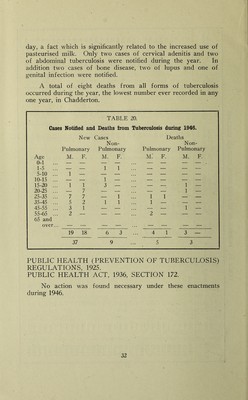 day, a fact which is significantly related to the increased use of
pasteurised milk. Only two cases of cervical adenitis and two
of abdominal tuberculosis were notified during the year. In
addition two cases of bone disease, two of lupus and one of
genital infection were notified.
A total of eight deaths from all forms of tuberculosis
occurred during the year, the lowest number ever recorded in any
one year, in Chadderton.
TABLE 20.
Cases Notified and Deaths from Tuberculosis during 1946.
New Cases Deaths
Non- Non-
Pulmonary Pulmonary Pulmonary Pulmonary
Age M. F. M. F. M. F. M. F.
0-1 ... — — — — ... — — — —
1-5 ... — — 1 1 ... — — — —
5-10 ... 1 — — — ... — — — —
10-15 ... — — 1 — ... — — — —
15-20 ... 1 1 3 — ... — — 1 —
20-25 ... — 7 — — ... — — 1 —
25-35 ... 7 7 — 1 ... 1 1 — —
35-45 ... 5 2 1 1 ... 1 — — —
45-55 ... 3 1 — — ... — — 1 —
55-65 ... 2 — — — ... 2 — — —
65 and
over... — — — — ... — — — —
19 18 6 3 ... 4 1 3 —
37 9 ... 5 3
PUBLIC HEALTH (PREVENTION OF TUBERCULOSIS)
REGULATIONS, 1925.
PUBLIC HEALTH ACT, 1936, SECTION 172.
No action was found necessary under these enactments
during 1946.
32